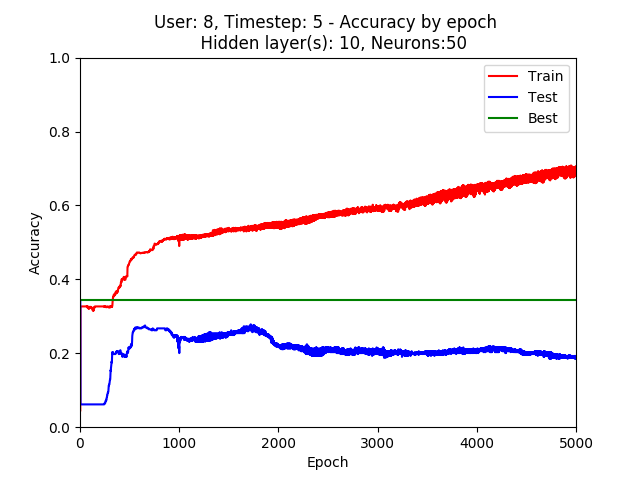 User: 8, Timestep: 5 - Accuracy by epoch
Hidden layer(s): 10, Neurons:50
1.0
0.8
0.6
0.4
0.2
0.0
Accuracy
Train
Test
Best
0 1000 2000 3000 4000 5000
Epoch